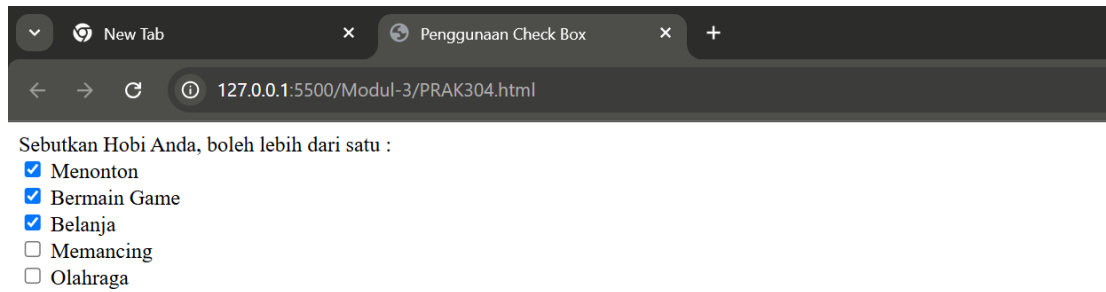 New Tab
Penggunaan Check Box
127.0.0.1:5500/Modul-3/PRAK304.html
Sebutkan Hobi Anda, boleh lebih dari satu :
Menonton
Bermain Game
Belanja
Memancing
Olahraga